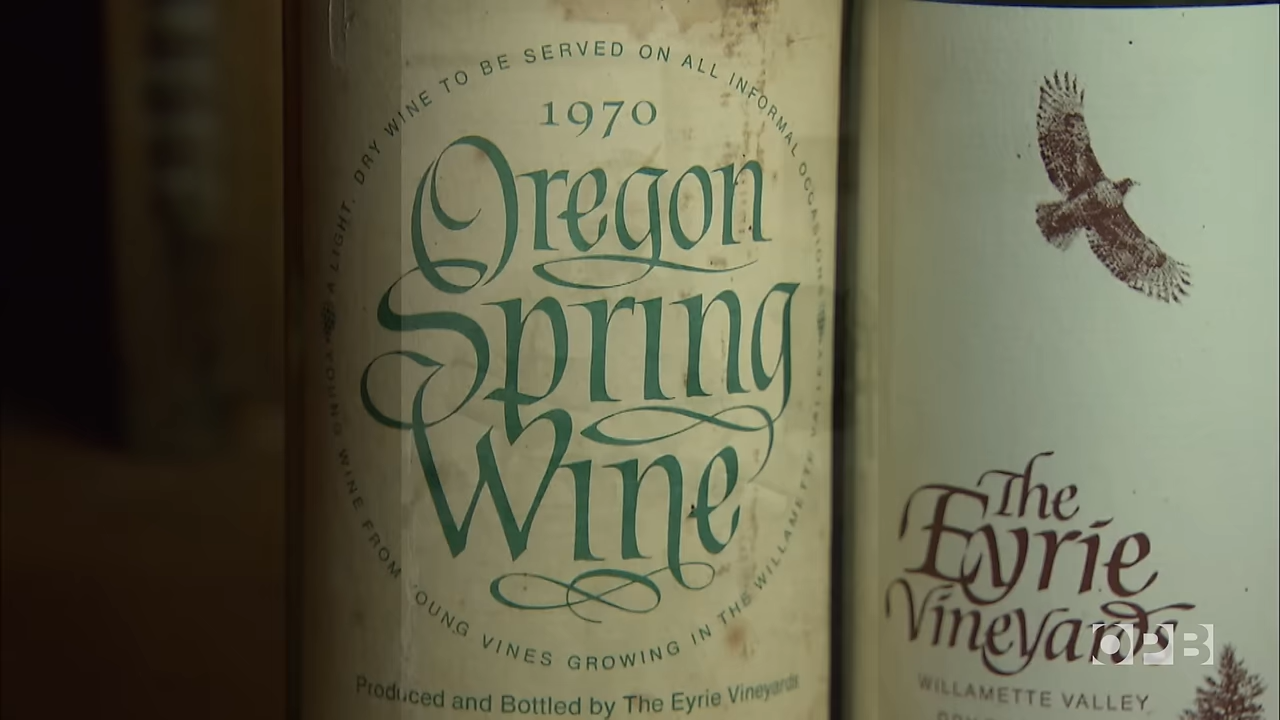 A LIGHT, DRY WINE TO BE SERVED ON ALL INFORMAL OCCASIONS
1970
Oregon
Spring
Wine
WINE FROM YOUNG VINES GROWING IN THE WILLAMETTE VALLEY
Produced and Bottled by The Eyrie Vineyards
The
Eyrie
Vineyards
WILLAMETTE VALLEY
OPB